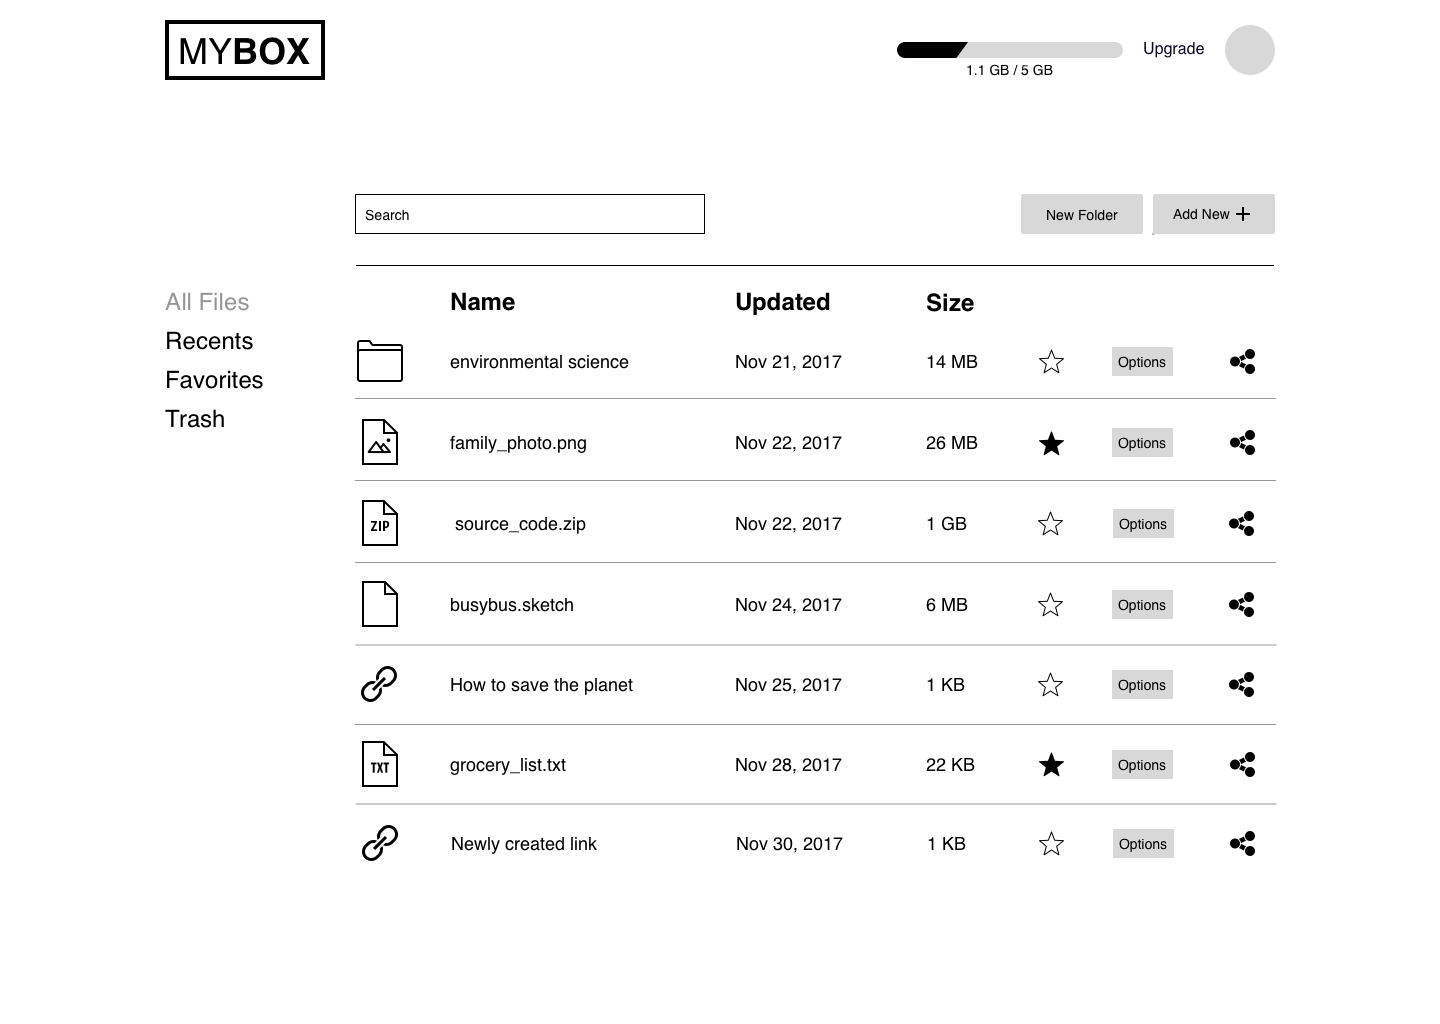 MYBOX
1.1 GB / 5 GB
Upgrade
Search
New Folder
Add New
All Files
Recents
Favorites
Trash
Name Updated Size
environmental science Nov 21, 2017 14 MB Options
family_photo.png Nov 22, 2017 26 MB Options
ZIP source_code.zip Nov 22, 2017 1 GB Options
busybus.sketch Nov 24, 2017 6 MB Options
How to save the planet Nov 25, 2017 1 KB Options
TXT grocery_list.txt Nov 28, 2017 22 KB Options
Newly created link Nov 30, 2017 1 KB Options